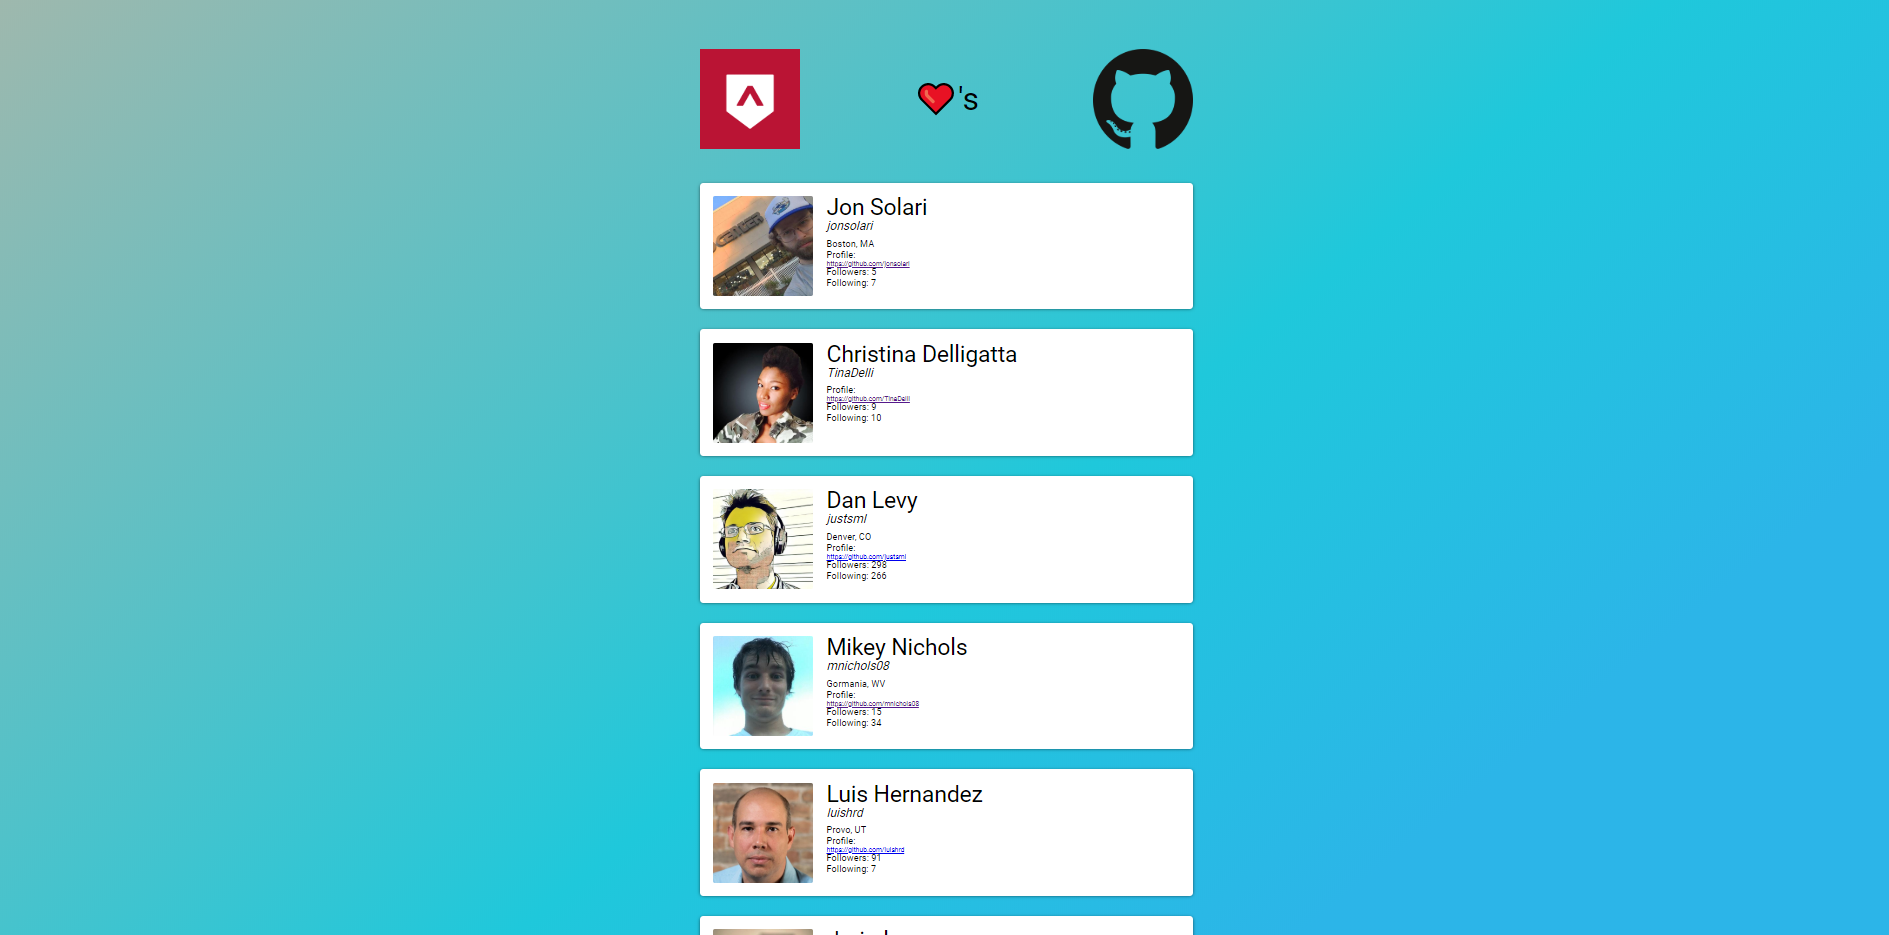 's
Jon Solari
jonsolari
Boston, MA
Profile:
https://github.com/jonsolari
Followers: 5
Following: 7
Christina Delligatta
TinaDelli
Profile:
https://github.com/TinaDelli
Followers: 9
Following: 10
Dan Levy
justsml
Denver, CO
Profile:
https://github.com/justsml
Followers: 298
Following: 266
Mikey Nichols
mnichols08
Gormania, WV
Profile:
https://github.com/mnichols08
Followers: 15
Following: 34
Luis Hernandez
luishrd
Provo, UT
Profile:
https://github.com/luishrd
Followers: 91
Following: 7